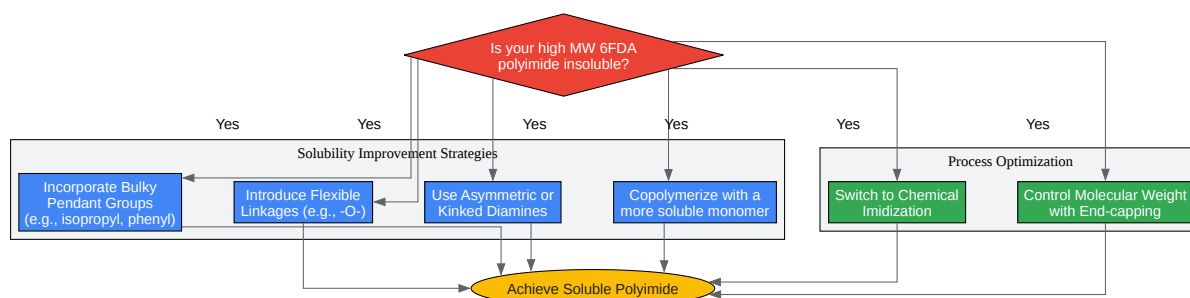 Is your high MW 6FDA
polyimide insoluble?
Yes
Yes
Yes
Yes
Yes
Yes
Solubility Improvement Strategies
Process Optimization
Incorporate Bulky
Pendant Groups
(e.g., isopropyl, phenyl)
Introduce Flexible
Linkages (e.g., -O-)
Use Asymmetric or
Kinked Diamines
Copolymerize with a
more soluble monomer
Switch to Chemical
Imidization
Control Molecular Weight
with End-capping
Achieve Soluble Polyimide